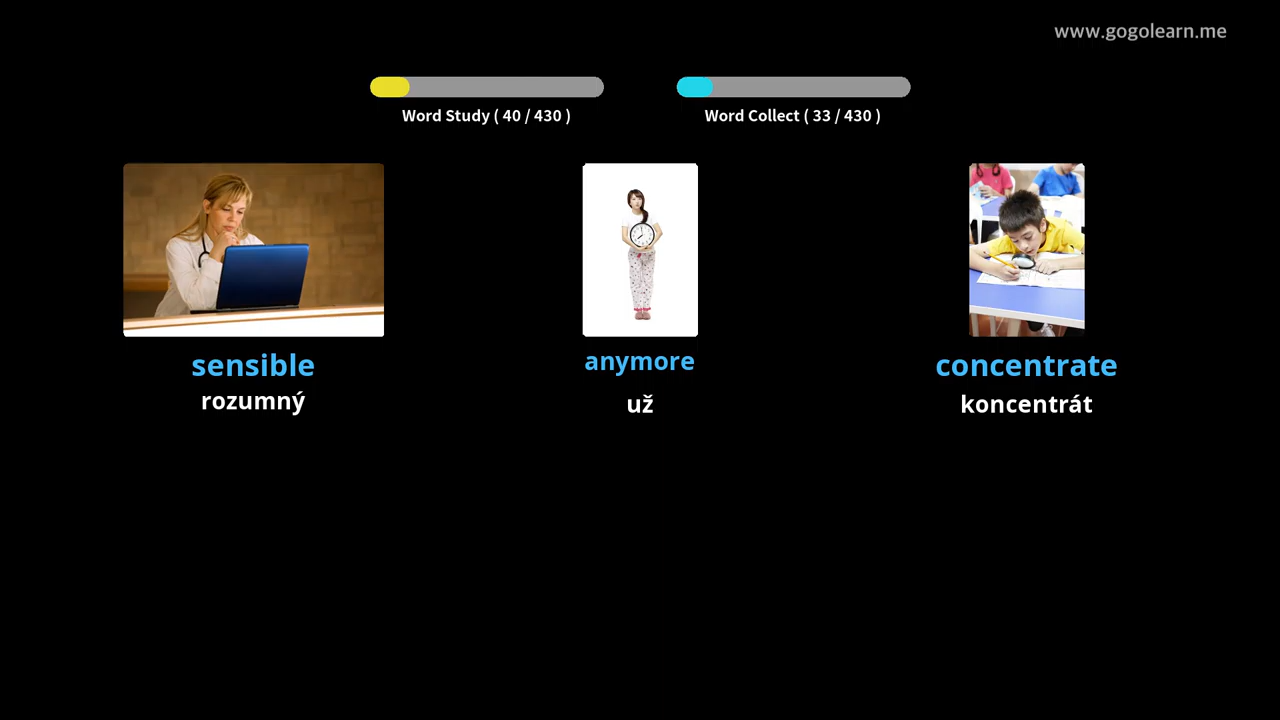 www.gogolearn.me
Word Study ( 40 / 430 )
Word Collect ( 33 / 430 )
sensible
rozumný
anymore
už
concentrate
koncentrát